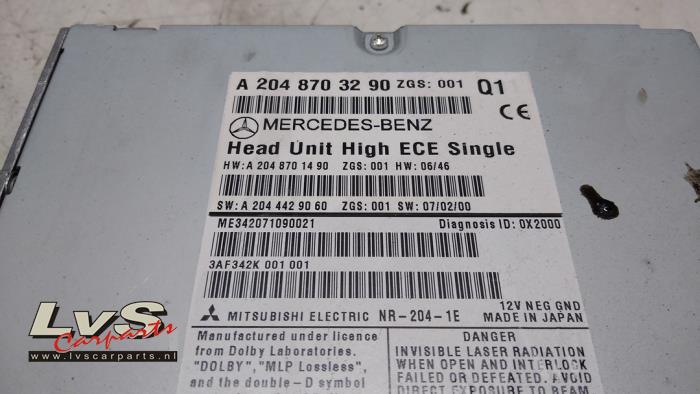 A 204 870 32 90 ZGS: 001 Q1
CE
MERCEDES-BENZ
Head Unit High ECE Single
HW: A 204 870 14 90 ZGS: 001 HW: 06/46
SW: A 204 442 90 60 ZGS: 001 SW: 07/02/00
ME342071090021 Diagnosis ID: 0X2000
3AF342K 001 001
12V NEG GND
MITSUBISHI ELECTRIC NR-204-1E MADE IN JAPAN
Manufactured under licence
from Dolby Laboratories.
"DOLBY", "MLP Lossless",
and the double-D symbol
DANGER
INVISIBLE LASER RADIATION
WHEN OPEN AND INTERLOCK
FAILED OR DEFEATED. AVOID
DIRECT EXPOSURE TO BEAM
LvS
Carparts
www.lvscarparts.nl